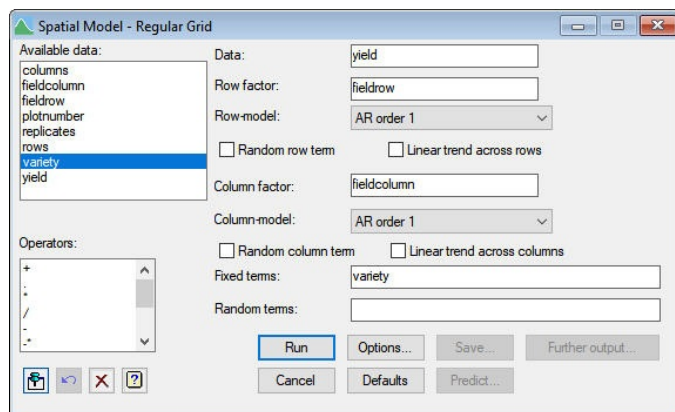 Spatial Model - Regular Grid
Available data:
columns
fieldcolumn
fieldrow
plotnumber
replicates
rows
variety
yield
Operators:
+
.
*
/
-
-*
Data: yield
Row factor: fieldrow
Row-model: AR order 1
Random row term Linear trend across rows
Column factor: fieldcolumn
Column-model: AR order 1
Random column term Linear trend across columns
Fixed terms: variety
Random terms:
Run Options... Save... Further output...
Cancel Defaults Predict...